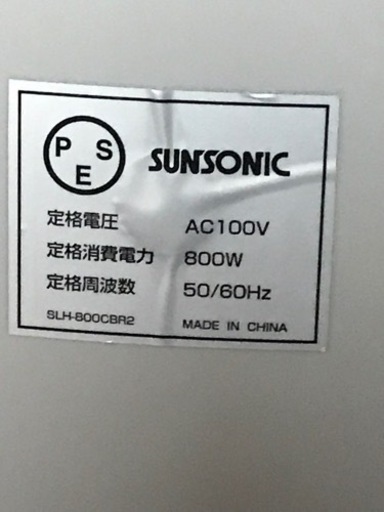 PSE SUNSONIC
定格電圧 AC100V
定格消費電力 800W
定格周波数 50/60Hz
SLH-800CBR2 MADE IN CHINA